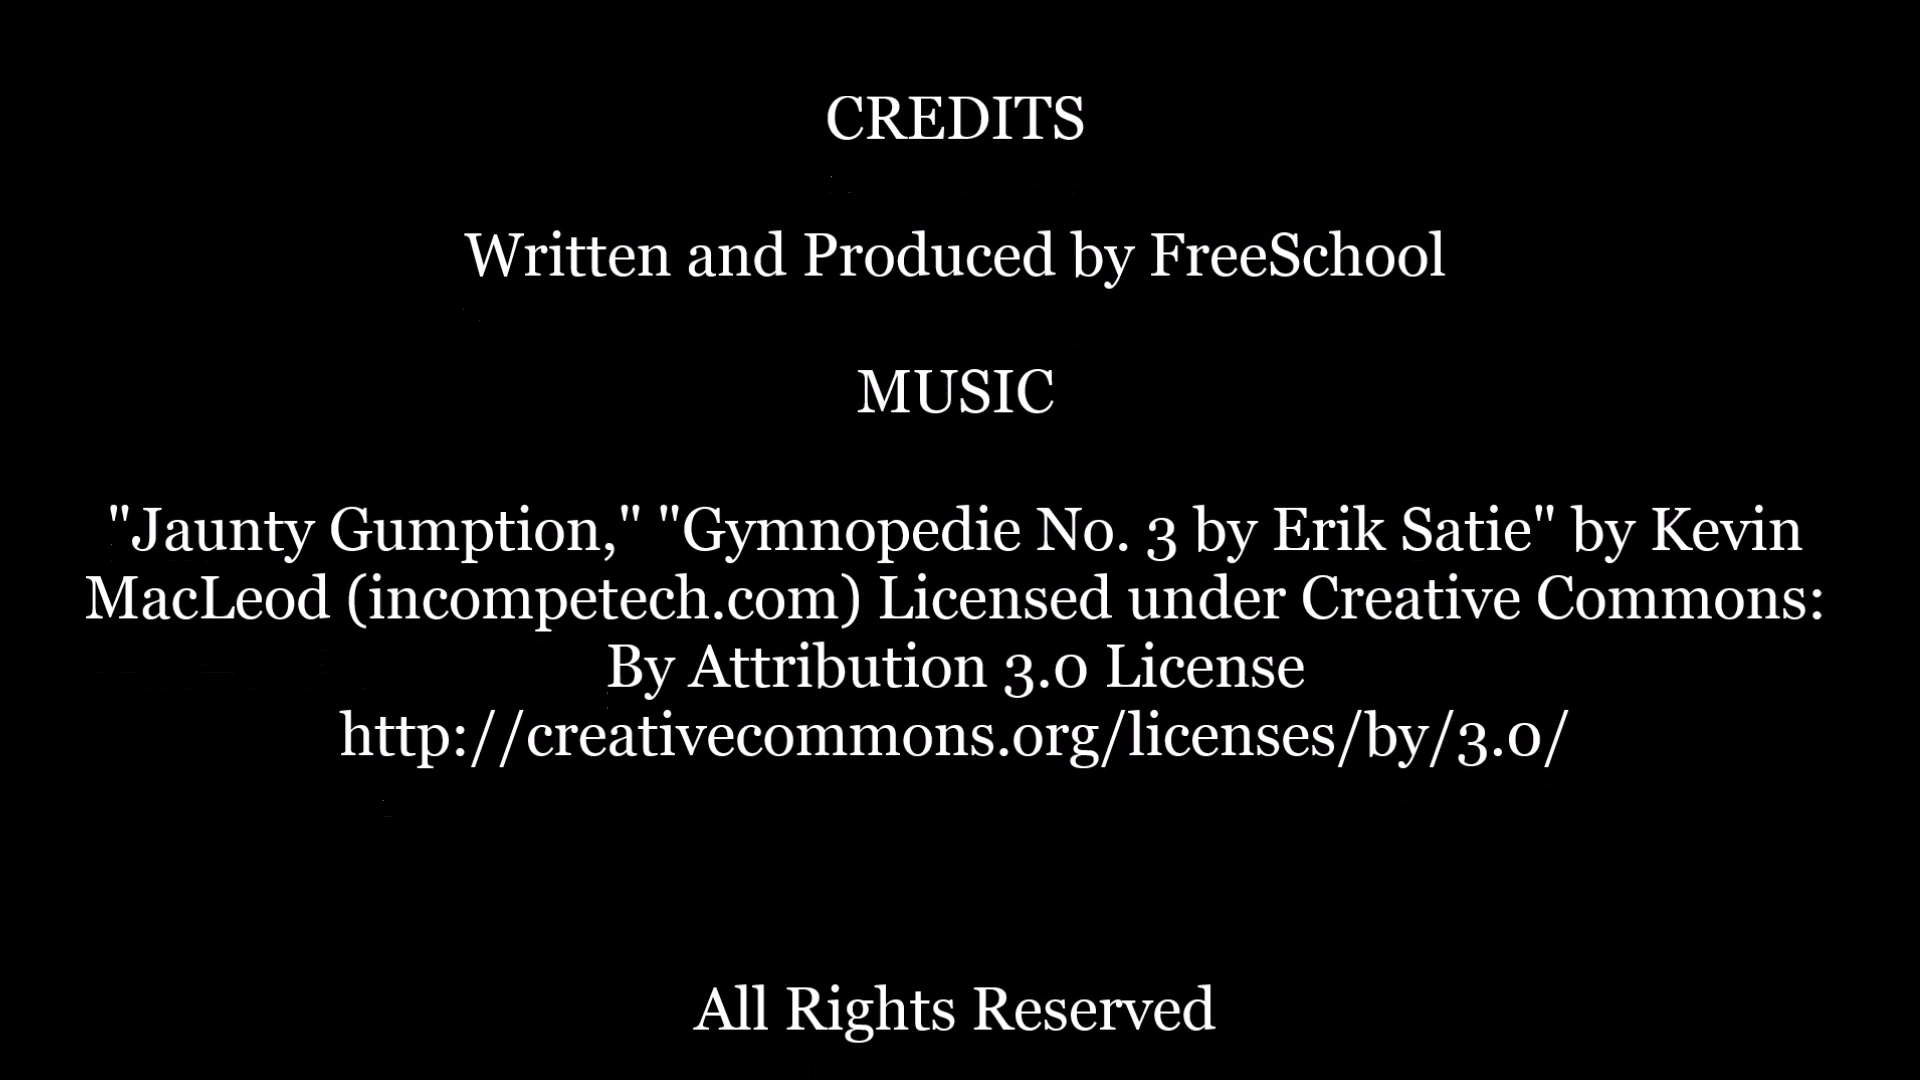 CREDITS
Written and Produced by FreeSchool
MUSIC
"Jaunty Gumption," "Gymnopedie No. 3 by Erik Satie" by Kevin
MacLeod (incompetech.com) Licensed under Creative Commons:
By Attribution 3.0 License
http://creativecommons.org/licenses/by/3.0/
All Rights Reserved